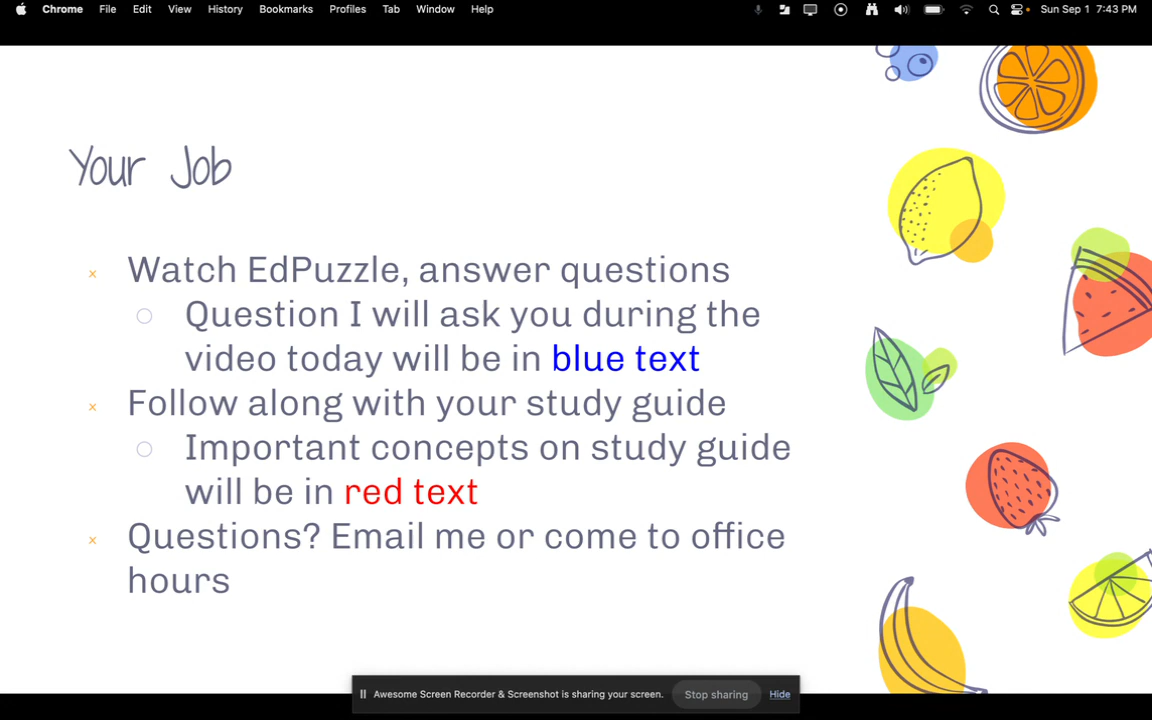 Chrome File Edit View History Bookmarks Profiles Tab Window Help Sun Sep 1 7:43 PM
Your Job
x Watch EdPuzzle, answer questions
Question I will ask you during the
video today will be in blue text
x Follow along with your study guide
Important concepts on study guide
will be in red text
x Questions? Email me or come to office
hours
Awesome Screen Recorder & Screenshot is sharing your screen. Stop sharing Hide